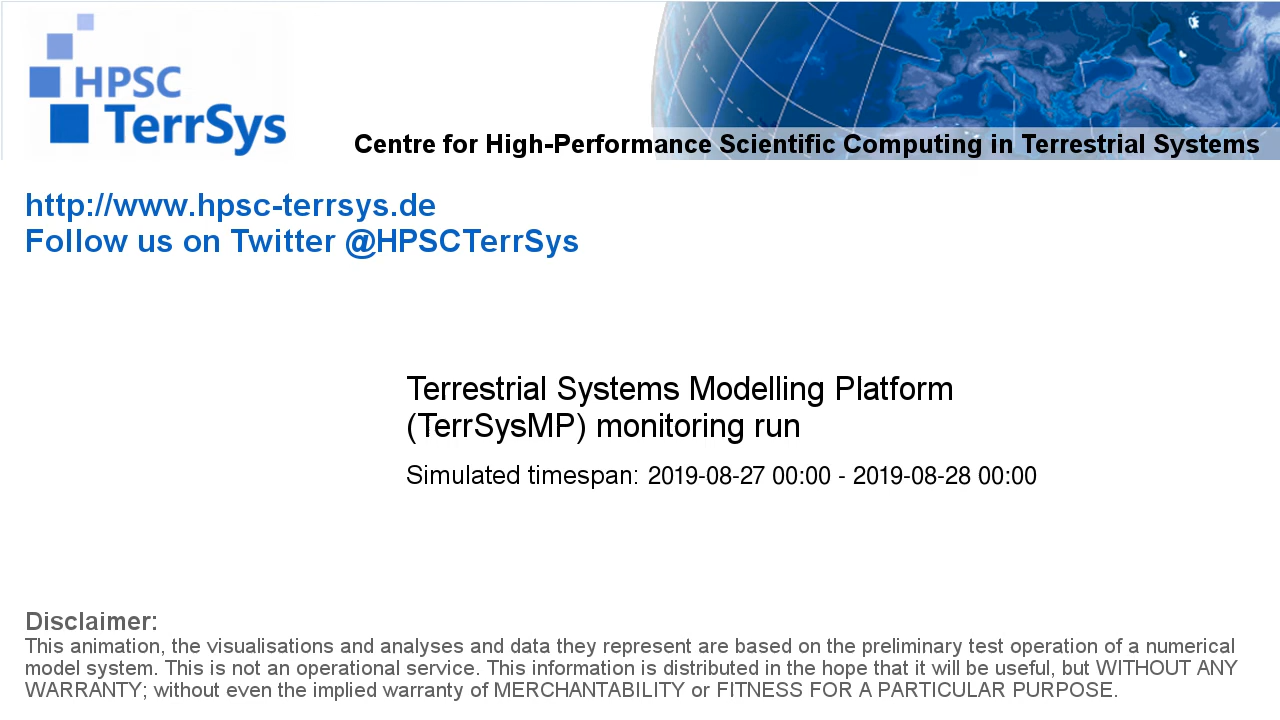 HPSC
TerrSys
Centre for High-Performance Scientific Computing in Terrestrial Systems
http://www.hpsc-terrsys.de
Follow us on Twitter @HPSCTerrSys
Terrestrial Systems Modelling Platform
(TerrSysMP) monitoring run
Simulated timespan: 2019-08-27 00:00 - 2019-08-28 00:00
Disclaimer:
This animation, the visualisations and analyses and data they represent are based on the preliminary test operation of a numerical
model system. This is not an operational service. This information is distributed in the hope that it will be useful, but WITHOUT ANY
WARRANTY; without even the implied warranty of MERCHANTABILITY or FITNESS FOR A PARTICULAR PURPOSE.